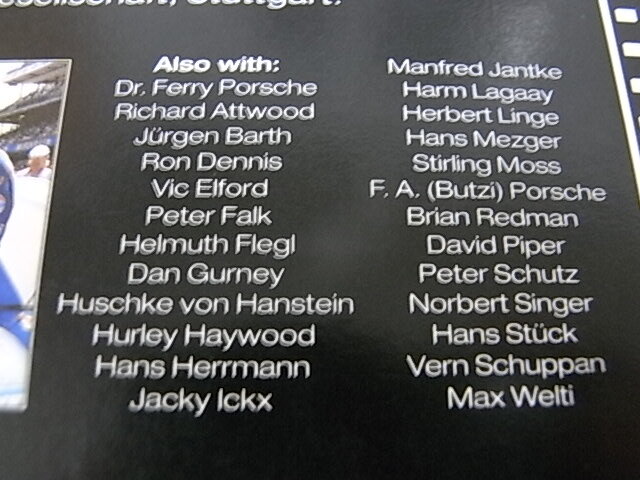 Stuttgart.
Also with:
Dr. Ferry Porsche
Richard Attwood
Jürgen Barth
Ron Dennis
Vic Elford
Peter Falk
Helmuth Flegl
Dan Gurney
Huschke von Hanstein
Hurley Haywood
Hans Herrmann
Jacky Ickx
Manfred Jantke
Harm Lagaay
Herbert Linge
Hans Mezger
Stirling Moss
F. A. (Butzi) Porsche
Brian Redman
David Piper
Peter Schutz
Norbert Singer
Hans Stück
Vern Schuppan
Max Welti